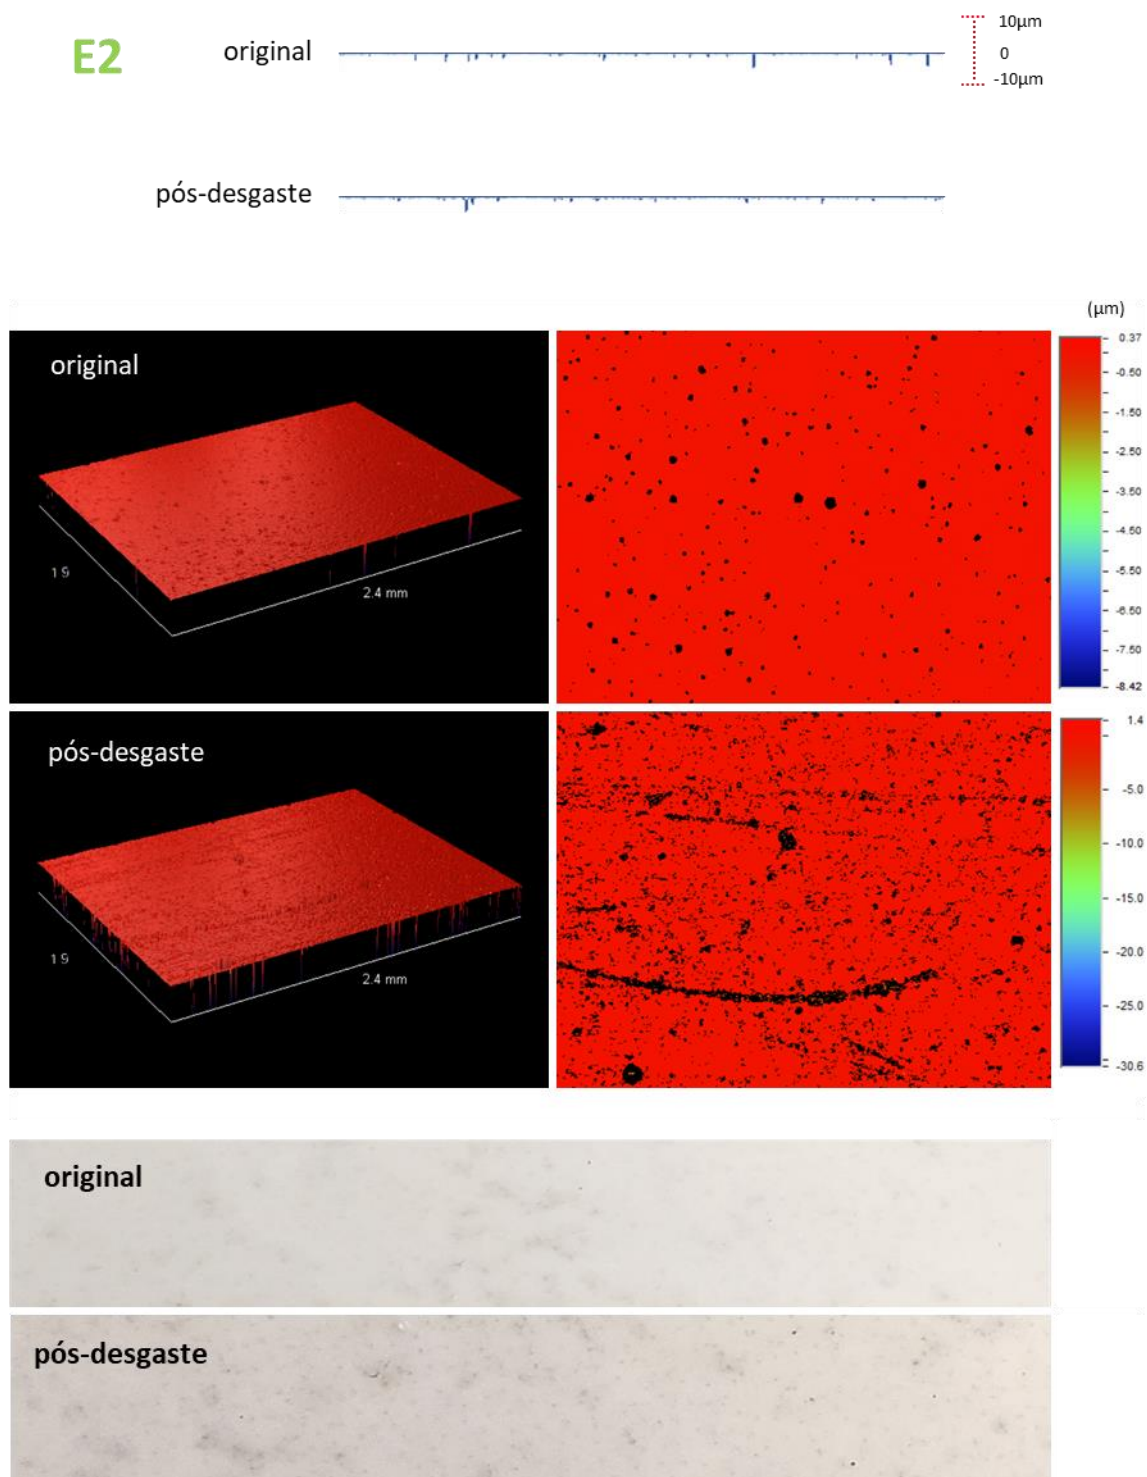 E2
original
10µm
0
-10µm
pós-desgaste
(µm)
original
1 9
2.4 mm
0.37
-0.50
-1.50
-2.50
-3.50
-4.50
-5.50
-6.50
-7.50
-8.42
pós-desgaste
1 9
2.4 mm
1.4
-5.0
-10.0
-15.0
-20.0
-25.0
-30.6
original
pós-desgaste